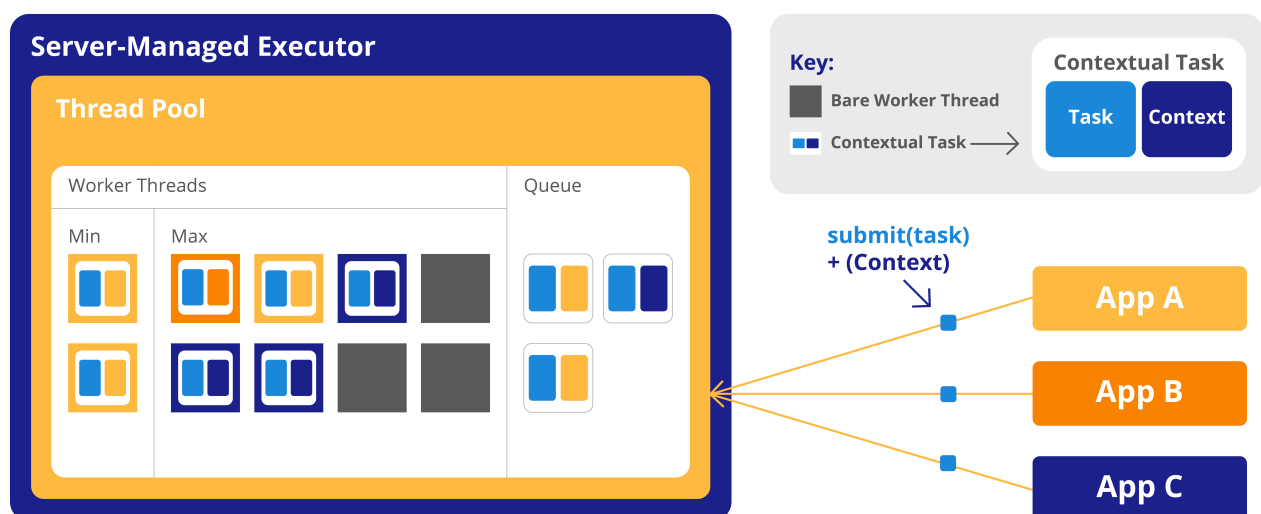 Server-Managed Executor
Thread Pool
Worker Threads
Queue
Min
Max
Key:
Bare Worker Thread
Contextual Task
Contextual Task
Task
Context
submit(task)
+ (Context)
App A
App B
App C